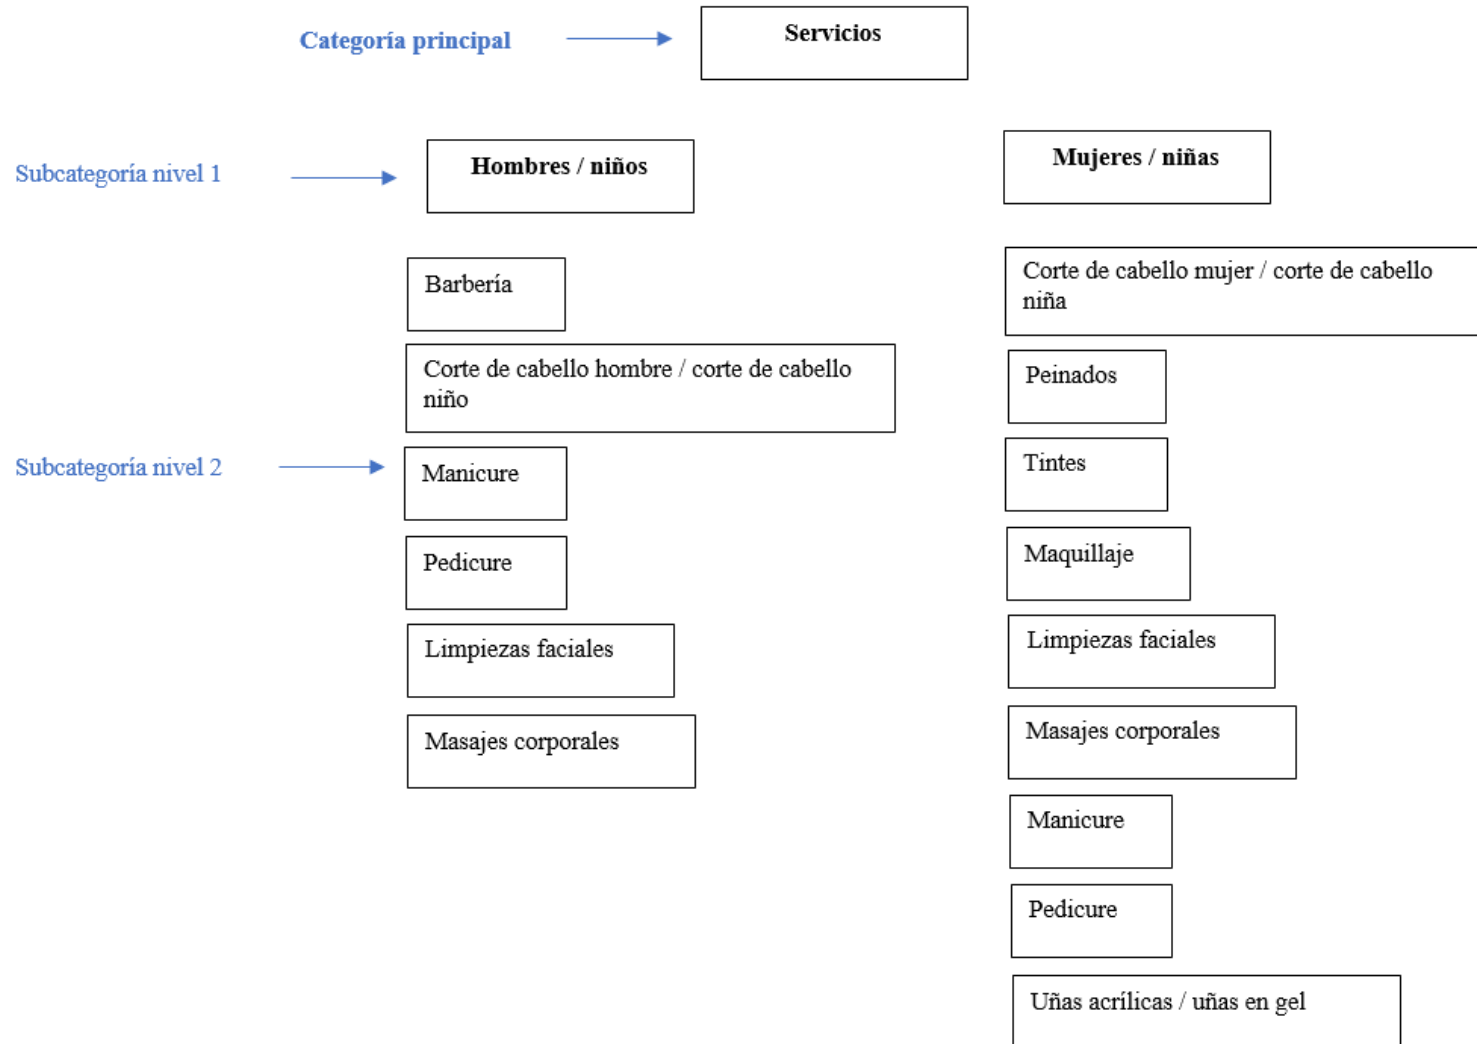 Categoría principal
Servicios
Subcategoría nivel 1
Hombres / niños
Mujeres / niñas
Barbería
Corte de cabello hombre / corte de cabello
niño
Subcategoría nivel 2
Manicure
Pedicure
Limpiezas faciales
Masajes corporales
Corte de cabello mujer / corte de cabello
niña
Peinados
Tintes
Maquillaje
Limpiezas faciales
Masajes corporales
Manicure
Pedicure
Uñas acrílicas / uñas en gel